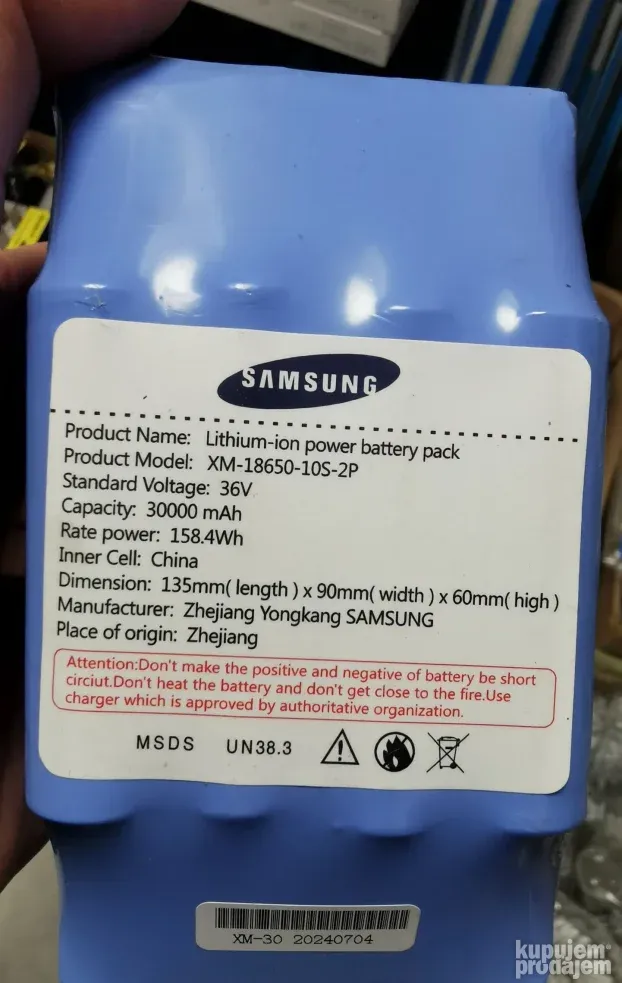 SAMSUNG
Product Name: Lithium-ion power battery pack
Product Model: XM-18650-10S-2P
Standard Voltage: 36V
Capacity: 30000 mAh
Rate power: 158.4Wh
Inner Cell: China
Dimension: 135mm( length ) x 90mm( width ) x 60mm( high )
Manufacturer: Zhejiang Yongkang SAMSUNG
Place of origin: Zhejiang
Attention:Don't make the positive and negative of battery be short
circiut.Don't heat the battery and don't get close to the fire.Use
charger which is approved by authoritative organization.
MSDS UN38.3
XM-30 20240704
kupujem
prodajem